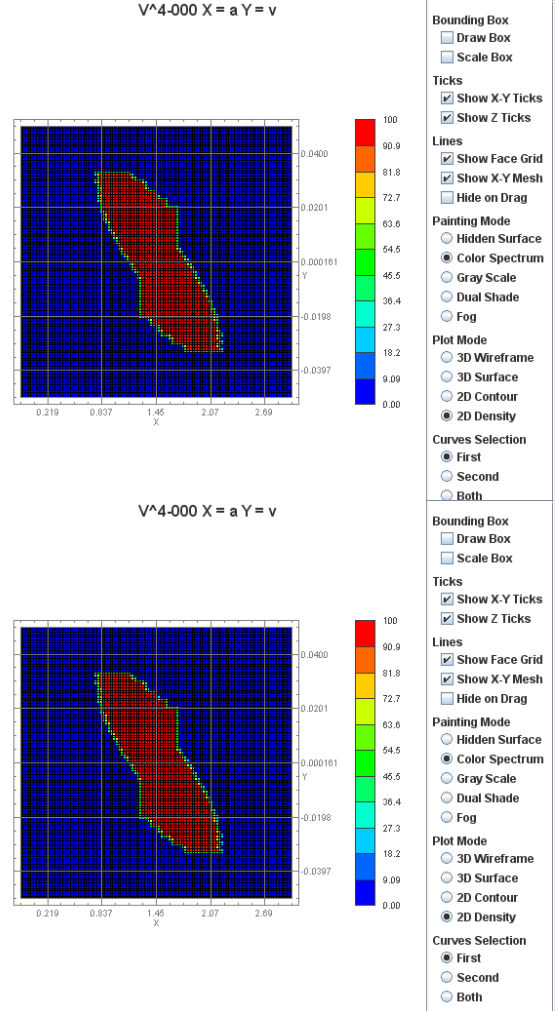 V^4-000 X = a Y = v
Bounding Box
Draw Box
Scale Box
Ticks
Show X-Y Ticks
Show Z Ticks
Lines
Show Face Grid
Show X-Y Mesh
Hide on Drag
Painting Mode
Hidden Surface
Color Spectrum
Gray Scale
Dual Shade
Fog
Plot Mode
3D Wireframe
3D Surface
2D Contour
2D Density
Curves Selection
First
Second
Both
0.0400
0.0201
0.000161
Y
-0.0198
-0.0397
0.219 0.837 1.45 2.07 2.69
X
100
90.9
81.8
72.7
63.6
54.5
45.5
36.4
27.3
18.2
9.09
0.00
V^4-000 X = a Y = v
Bounding Box
Draw Box
Scale Box
Ticks
Show X-Y Ticks
Show Z Ticks
Lines
Show Face Grid
Show X-Y Mesh
Hide on Drag
Painting Mode
Hidden Surface
Color Spectrum
Gray Scale
Dual Shade
Fog
Plot Mode
3D Wireframe
3D Surface
2D Contour
2D Density
Curves Selection
First
Second
Both
0.0400
0.0201
0.000161
Y
-0.0198
-0.0397
0.219 0.837 1.45 2.07 2.69
X
100
90.9
81.8
72.7
63.6
54.5
45.5
36.4
27.3
18.2
9.09
0.00